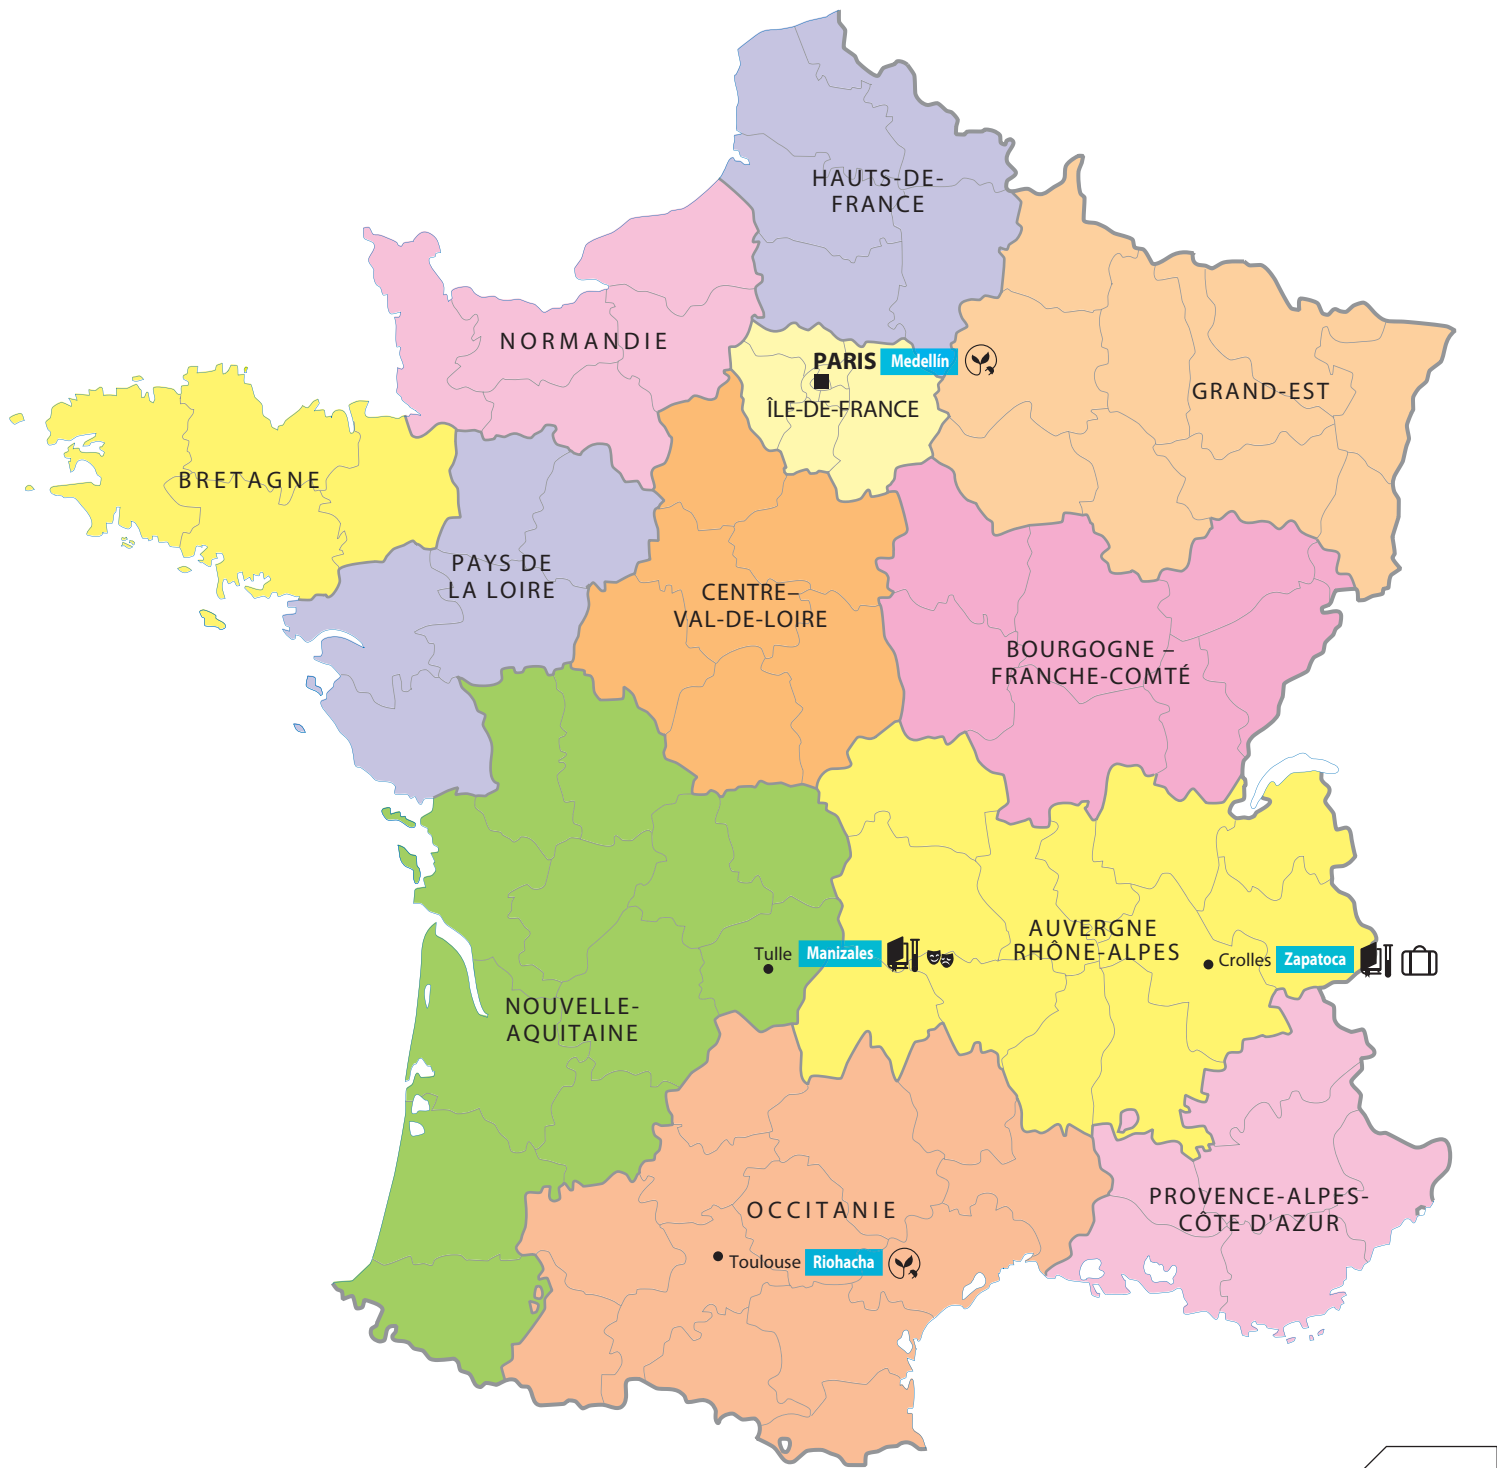 HAUTS-DE-
FRANCE
NORMANDIE
PARIS Medellín
ÎLE-DE-FRANCE
GRAND-EST
BRETAGNE
PAYS DE
LA LOIRE
CENTRE–
VAL-DE-LOIRE
BOURGOGNE –
FRANCHE-COMTÉ
AUVERGNE
RHÔNE-ALPES
Tulle Manizales
Crolles Zapatoca
NOUVELLE-
AQUITAINE
OCCITANIE
PROVENCE-ALPES-
CÔTE D'AZUR
Toulouse Riohacha